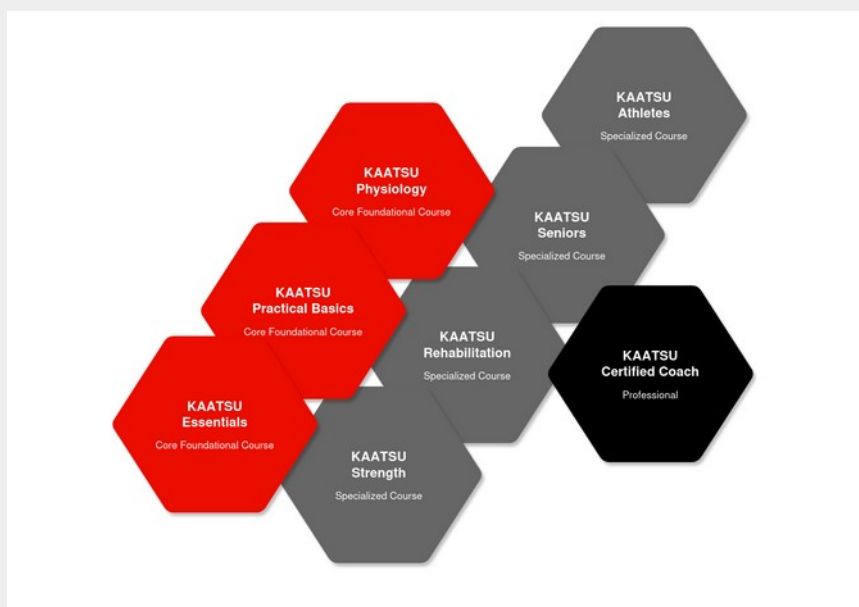 KAATSU
Athletes
Specialized Course
KAATSU
Physiology
Core Foundational Course
KAATSU
Seniors
Specialized Course
KAATSU
Practical Basics
Core Foundational Course
KAATSU
Rehabilitation
Specialized Course
KAATSU
Certified Coach
Professional
KAATSU
Essentials
Core Foundational Course
KAATSU
Strength
Specialized Course